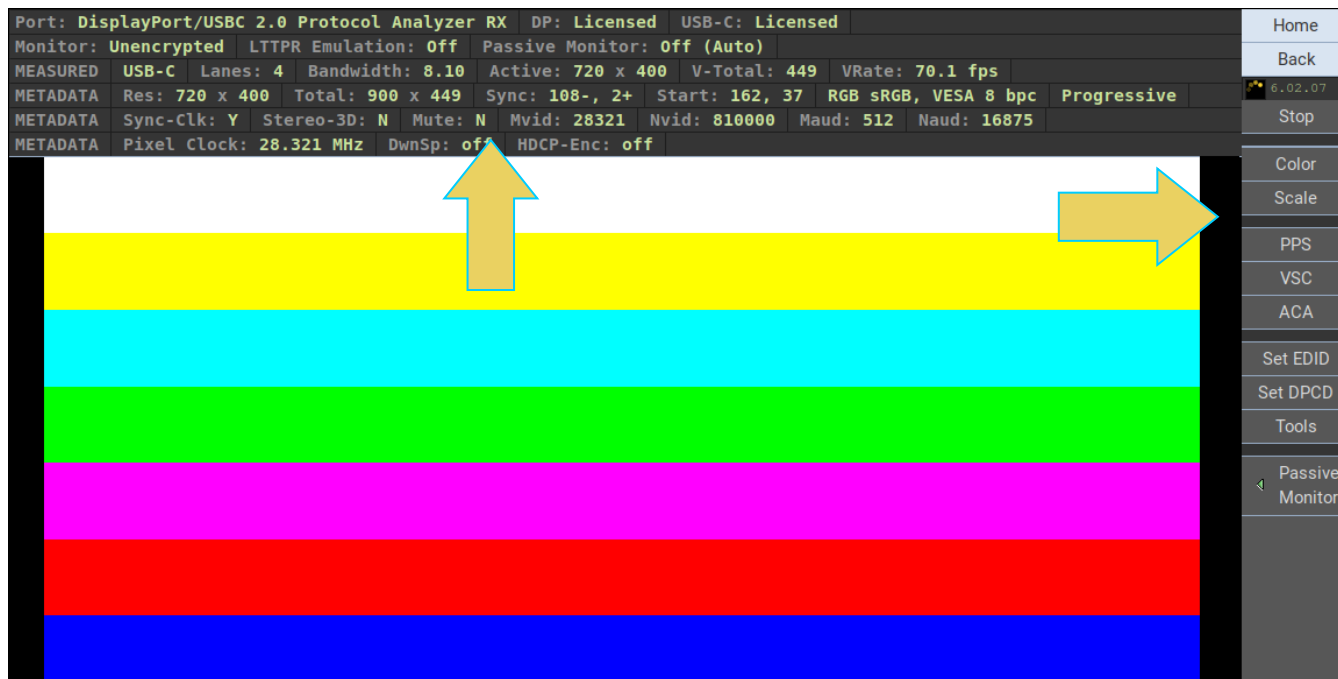 Port: DisplayPort/USBC 2.0 Protocol Analyzer RX DP: Licensed USB-C: Licensed
Monitor: Unencrypted LTTPR Emulation: Off Passive Monitor: Off (Auto)
MEASURED USB-C Lanes: 4 Bandwidth: 8.10 Active: 720 x 400 V-Total: 449 VRate: 70.1 fps
METADATA Res: 720 x 400 Total: 900 x 449 Sync: 108-, 2+ Start: 162, 37 RGB sRGB, VESA 8 bpc Progressive
METADATA Sync-Clk: Y Stereo-3D: N Mute: N Mvid: 28321 Nvid: 810000 Maud: 512 Naud: 16875
METADATA Pixel Clock: 28.321 MHz DwnSp: off HDCP-Enc: off
Home
Back
6.02.07
Stop
Color
Scale
PPS
VSC
ACA
Set EDID
Set DPCD
Tools
Passive
Monitor